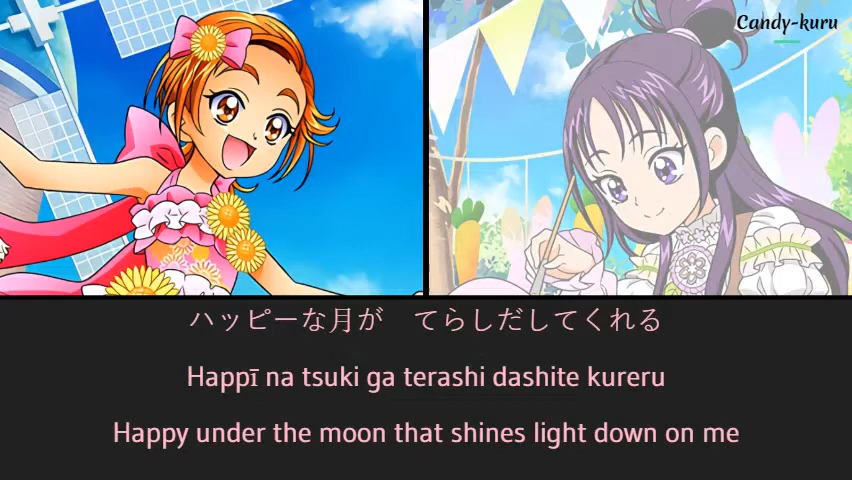 Candy-kuru
ハッピーな月が　てらしだしてくれる
Happī na tsuki ga terashi dashite kureru
Happy under the moon that shines light down on me